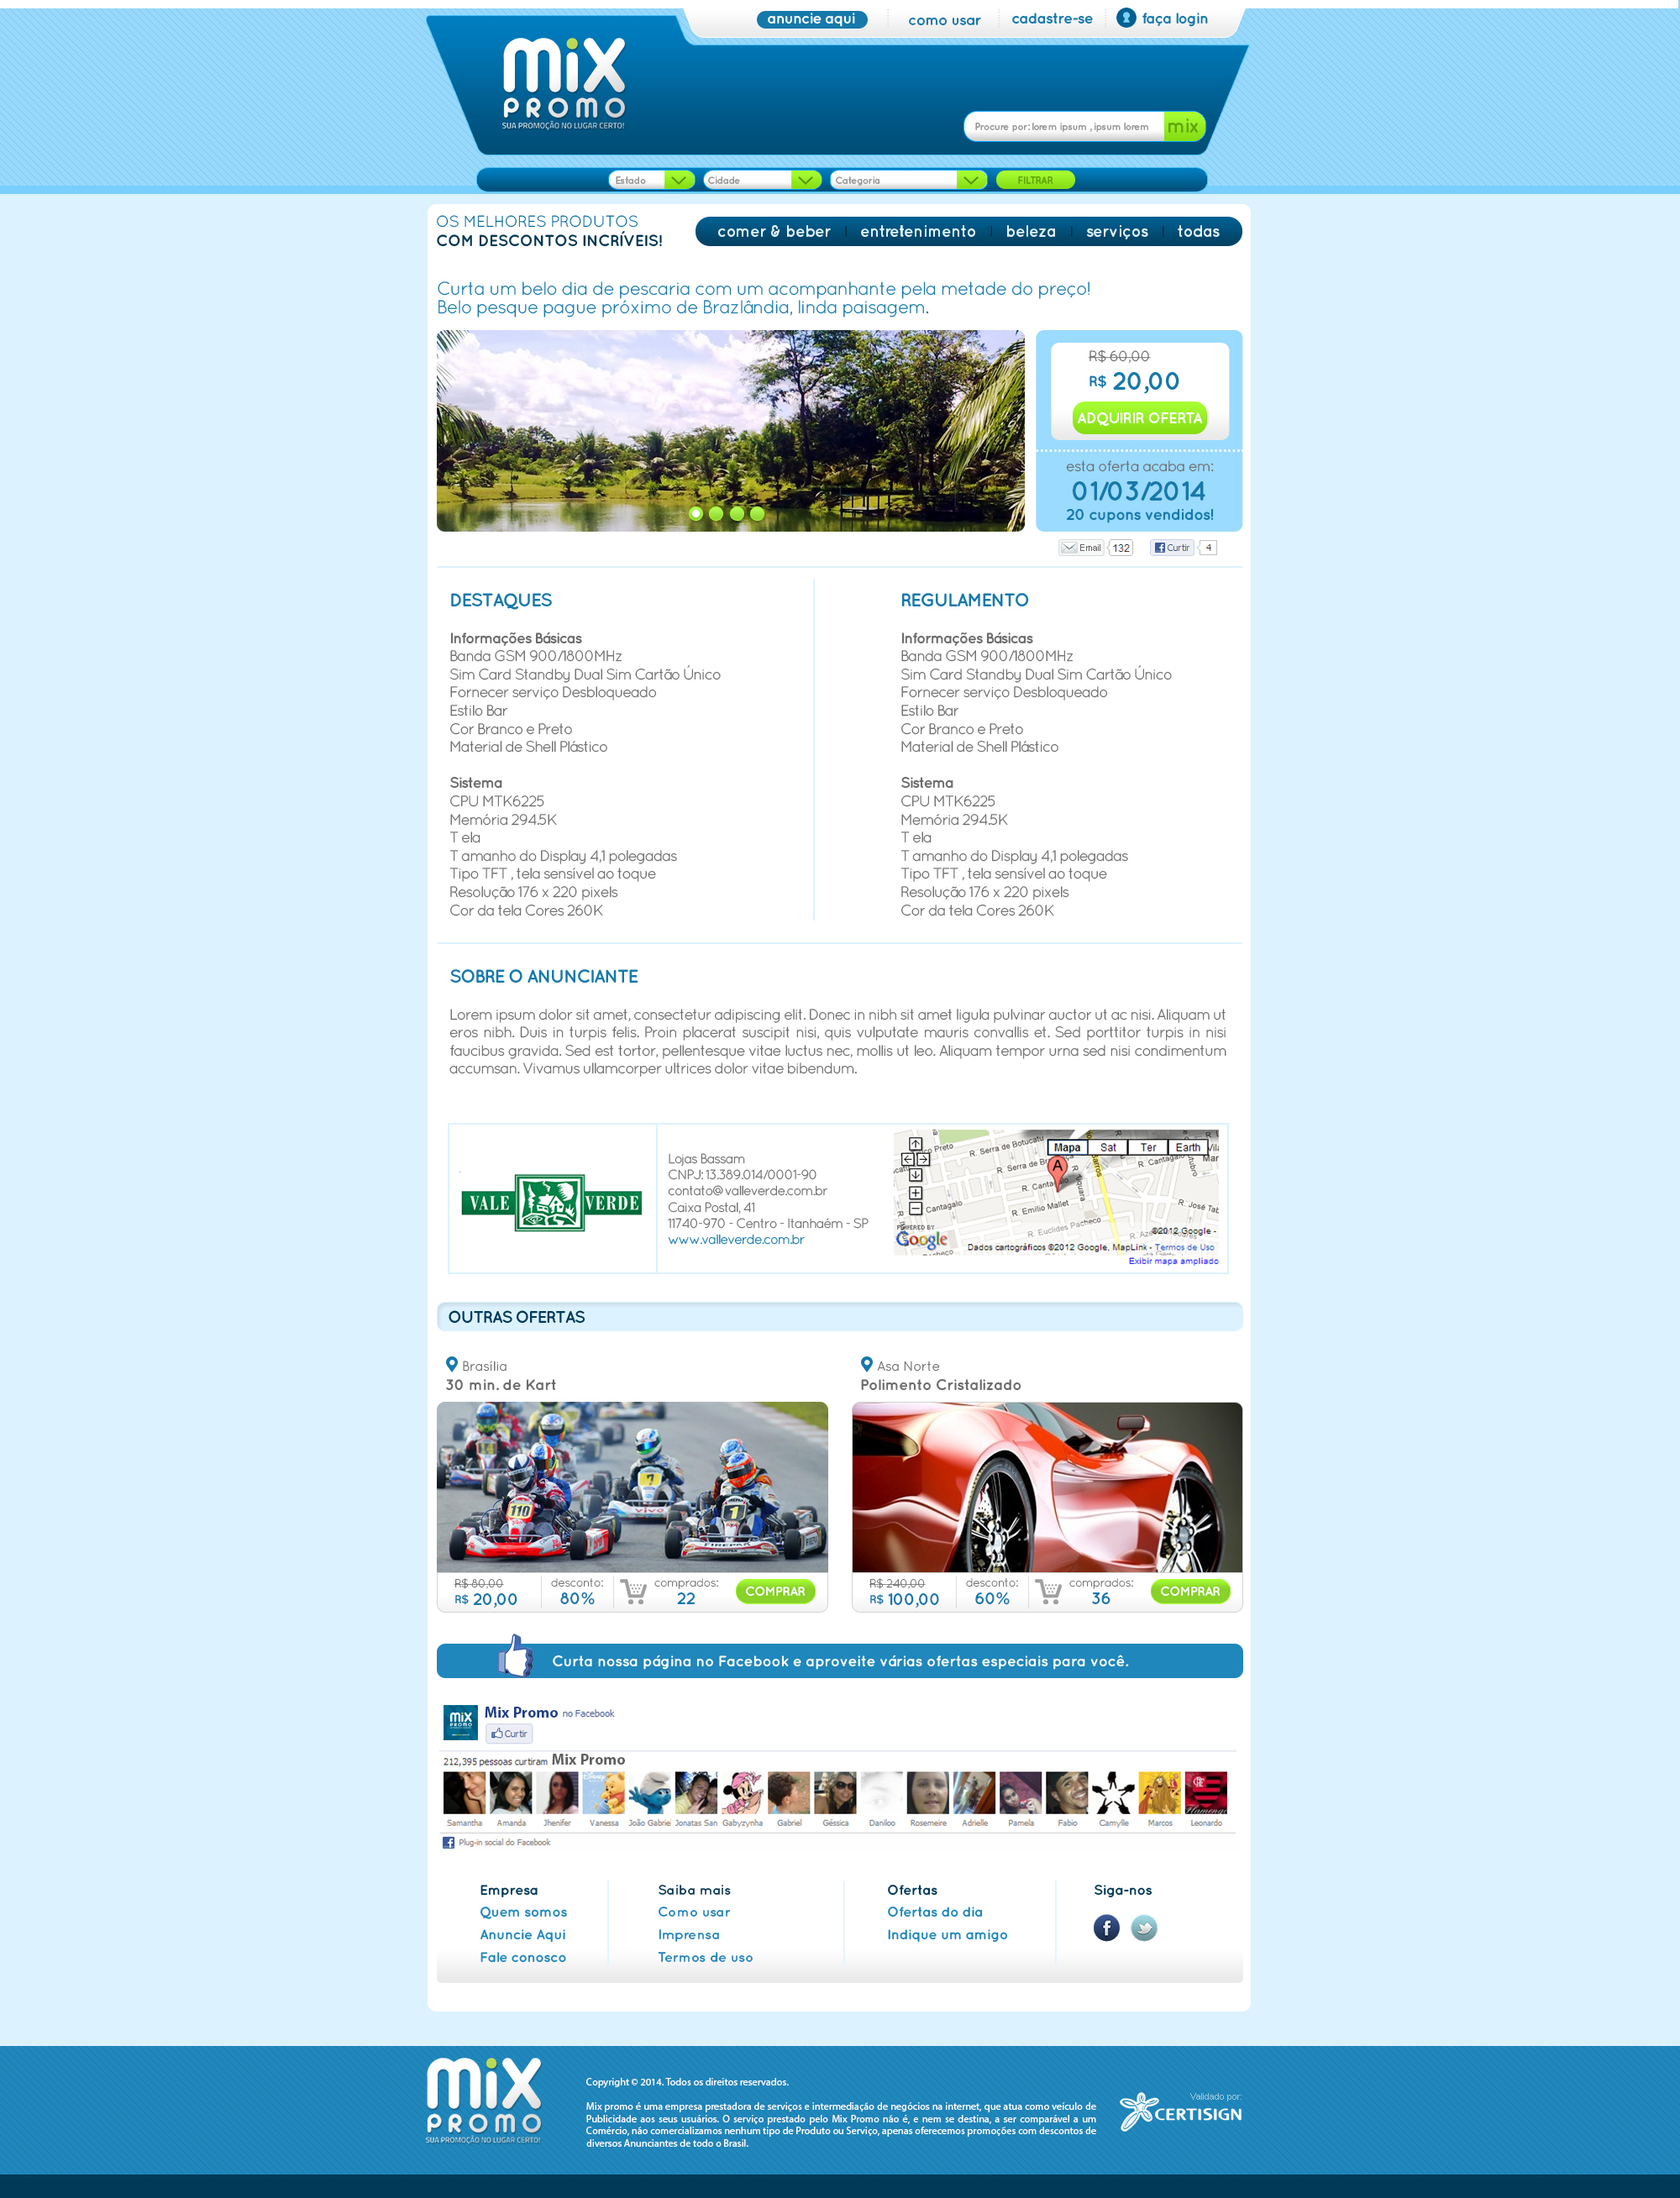 anuncie aqui
como usar
cadastre-se
faça login
mix
PROMO
SUA PROMOÇÃO NO LUGAR CERTO!
Procure por: lorem ipsum , ipsum lorem
mix
Estado
Cidade
Categoria
FILTRAR
OS MELHORES PRODUTOS
COM DESCONTOS INCRÍVEIS!
comer & beber
entretenimento
beleza
serviços
todas
Curta um belo dia de pescaria com um acompanhante pela metade do preço!
Belo pesque pague próximo de Brazlândia, linda paisagem.
R$ 60,00
R$ 20,00
ADQUIRIR OFERTA
esta oferta acaba em:
01/03/2014
20 cupons vendidos!
Email
132
Curtir
4
DESTAQUES
Informações Básicas
Banda GSM 900/1800MHz
Sim Card Standby Dual Sim Cartão Único
Fornecer serviço Desbloqueado
Estilo Bar
Cor Branco e Preto
Material de Shell Plástico
Sistema
CPU MTK6225
Memória 294.5K
T ela
T amanho do Display 4,1 polegadas
Tipo TFT , tela sensível ao toque
Resolução 176 x 220 pixels
Cor da tela Cores 260K
REGULAMENTO
Informações Básicas
Banda GSM 900/1800MHz
Sim Card Standby Dual Sim Cartão Único
Fornecer serviço Desbloqueado
Estilo Bar
Cor Branco e Preto
Material de Shell Plástico
Sistema
CPU MTK6225
Memória 294.5K
T ela
T amanho do Display 4,1 polegadas
Tipo TFT , tela sensível ao toque
Resolução 176 x 220 pixels
Cor da tela Cores 260K
SOBRE O ANUNCIANTE
Lorem ipsum dolor sit amet, consectetur adipiscing elit. Donec in nibh sit amet ligula pulvinar auctor ut ac nisi. Aliquam ut
eros nibh. Duis in turpis felis. Proin placerat suscipit nisi, quis vulputate mauris convallis et. Sed porttitor turpis in nisi
faucibus gravida. Sed est tortor, pellentesque vitae luctus nec, mollis ut leo. Aliquam tempor urna sed nisi condimentum
accumsan. Vivamus ullamcorper ultrices dolor vitae bibendum.
VALE VERDE
Lojas Bassam
CNPJ: 13.389.014/0001-90
contato@valleverde.com.br
Caixa Postal, 41
11740-970 - Centro - Itanhaém - SP
www.valleverde.com.br
Mapa
Sat
Ter
Earth
R. Serra de Botucatu
R. Serra de
R. Cantagalo
Cantagalo
R. Emílio Mallet
R. Euclides Pacheco
R. José
A
POWERED BY
Google
©2012 Google -
Dados cartográficos ©2012 Google, MapLink - Termos de Uso
Exibir mapa ampliado
OUTRAS OFERTAS
Brasília
30 min. de Kart
110
1
vivo
FIREPAR
R$ 80,00
R$ 20,00
desconto:
80%
comprados:
22
COMPRAR
Asa Norte
Polimento Cristalizado
R$ 240,00
R$ 100,00
desconto:
60%
comprados:
36
COMPRAR
Curta nossa página no Facebook e aproveite várias ofertas especiais para você.
mix
PROMO
Mix Promo no Facebook
Curtir
212,395 pessoas curtiram Mix Promo
Samantha
Amanda
Jhenifer
Vanessa
João Gabriel
Jonatas San
Gabyzynha
Gabriel
Géssica
Daniloo
Rosemeire
Adrielle
Pamela
Fabio
Camylle
Marcos
Leonardo
Plug-in social do Facebook
Empresa
Quem somos
Anuncie Aqui
Fale conosco
Saiba mais
Como usar
Imprensa
Termos de uso
Ofertas
Ofertas do dia
Indique um amigo
Siga-nos
mix
PROMO
SUA PROMOÇÃO NO LUGAR CERTO!
Copyright © 2014. Todos os direitos reservados.
Mix promo é uma empresa prestadora de serviços e intermediação de negócios na internet, que atua como veículo de
Publicidade aos seus usuários. O serviço prestado pelo Mix Promo não é, e nem se destina, a ser comparável a um
Comércio, não comercializamos nenhum tipo de Produto ou Serviço, apenas oferecemos promoções com descontos de
diversos Anunciantes de todo o Brasil.
Validado por:
CERTISIGN